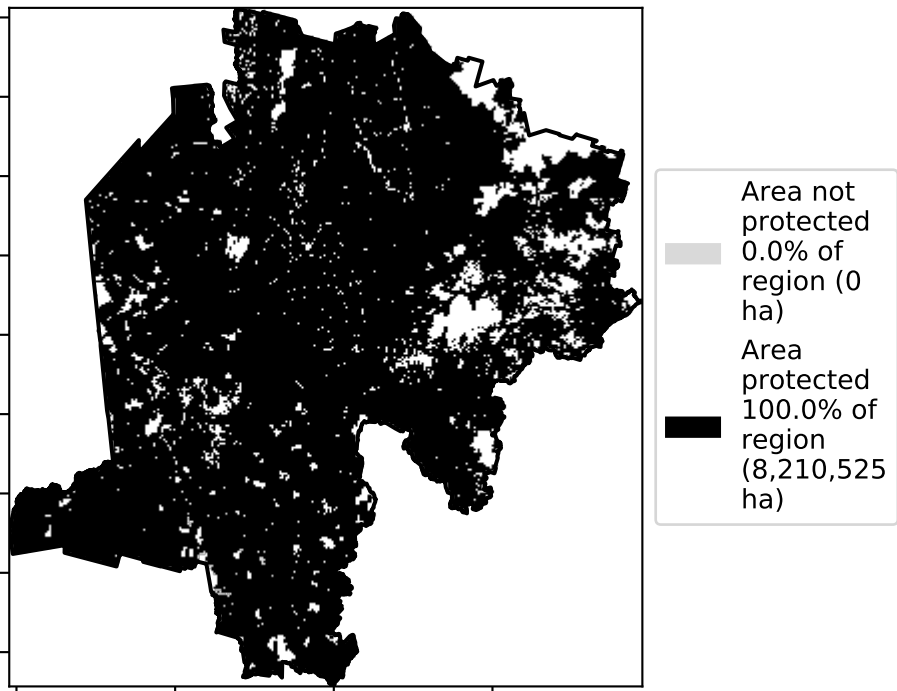 Area not
protected
0.0% of
region (0
ha)
Area
protected
100.0% of
region
(8,210,525
ha)